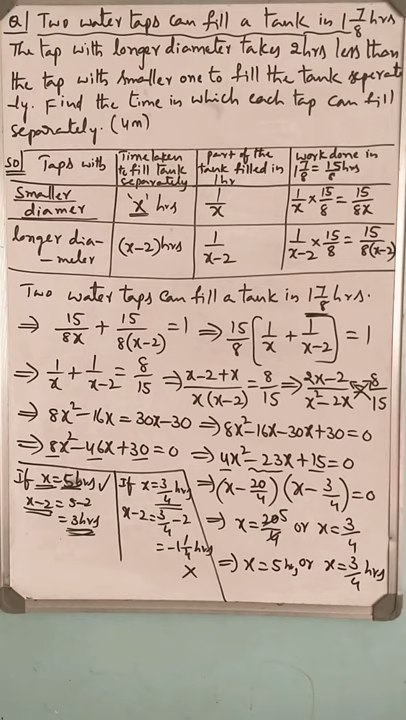 Q) Two water taps can fill a tank in 1 7/8 hrs
The tap with longer diameter takes 2hrs less than
the tap with smaller one to fill the tank seperate
-ly. Find the time in which each tap can fill
seperately. (4m)
SO Taps with | Time taken to fill tank seperately | part of the tank filled in 1 hr | work done in 1 7/8 = 15/8 hrs
Smaller diamer | 'x' hrs | 1/x | 1/x × 15/8 = 15/8x
longer dia-meter | (x-2) hrs | 1/x-2 | 1/x-2 × 15/8 = 15/8(x-2)
Two water taps can fill a tank in 1 7/8 hrs.
⇒ 15/8x + 15/8(x-2) = 1 ⇒ 15/8 [1/x + 1/x-2] = 1
⇒ 1/x + 1/x-2 = 8/15 ⇒ x-2+x/x(x-2) = 8/15 ⇒ 2x-2/x²-2x = 8/15
⇒ 8x²-16x = 30x-30 ⇒ 8x²-16x-30x+30=0
⇒ 8x²-46x+30=0 ⇒ 4x²-23x+15=0
⇒ (x-20/4)(x-3/4)=0
⇒ x=20/4 5 or x=3/4
⇒ x=5hr, or x=3/4 hrs
If x=5hrs ✓
x-2=5-2
=3hrs
If x=3/4 hrs
x-2=3/4-2
=-1 1/4 hrs
×